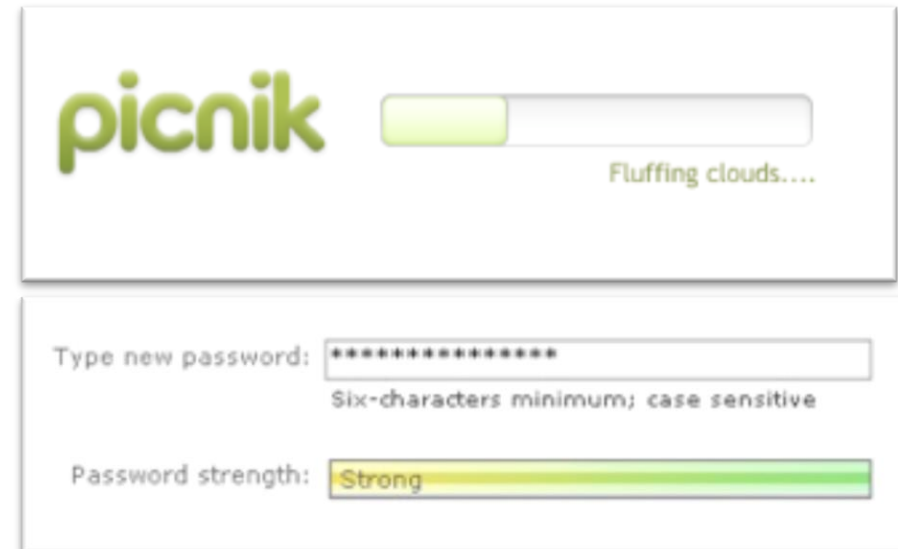 picnik
Fluffing clouds....
Type new password: ***************
Six-characters minimum; case sensitive
Password strength: Strong